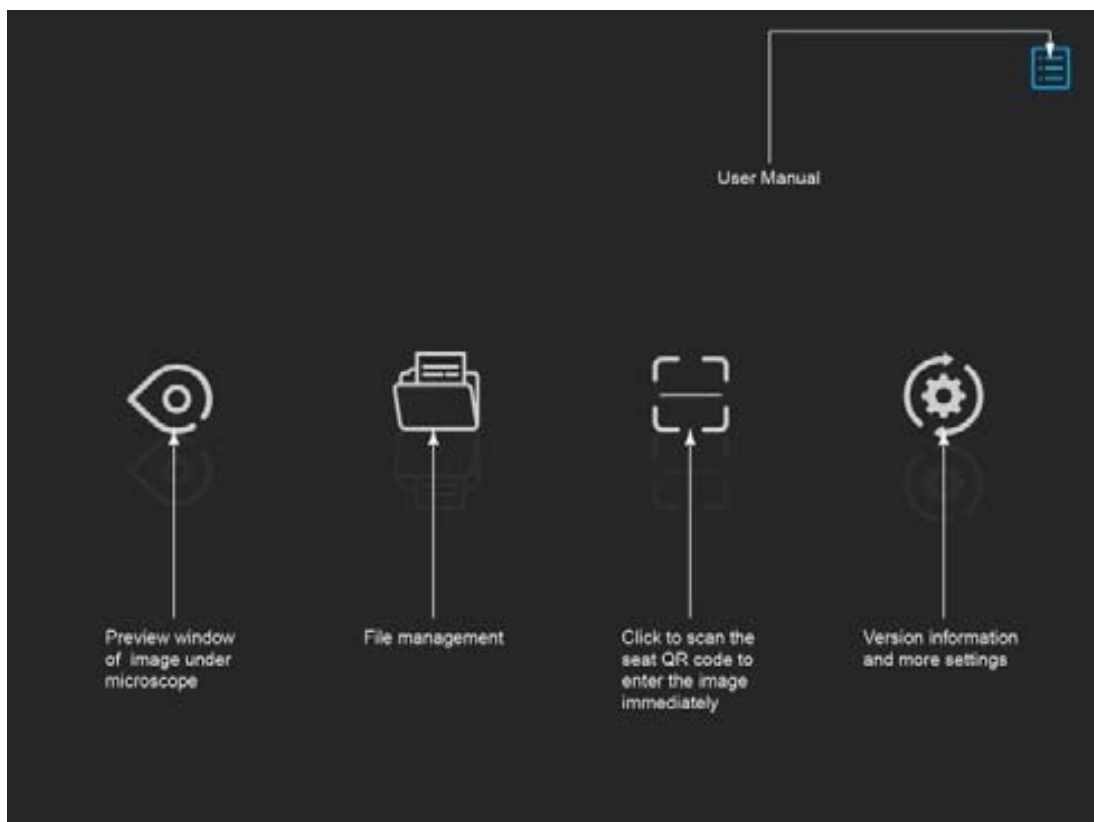 User Manual
Preview window
of image under
microscope
File management
Click to scan the
seat QR code to
enter the image
immediately
Version information
and more settings